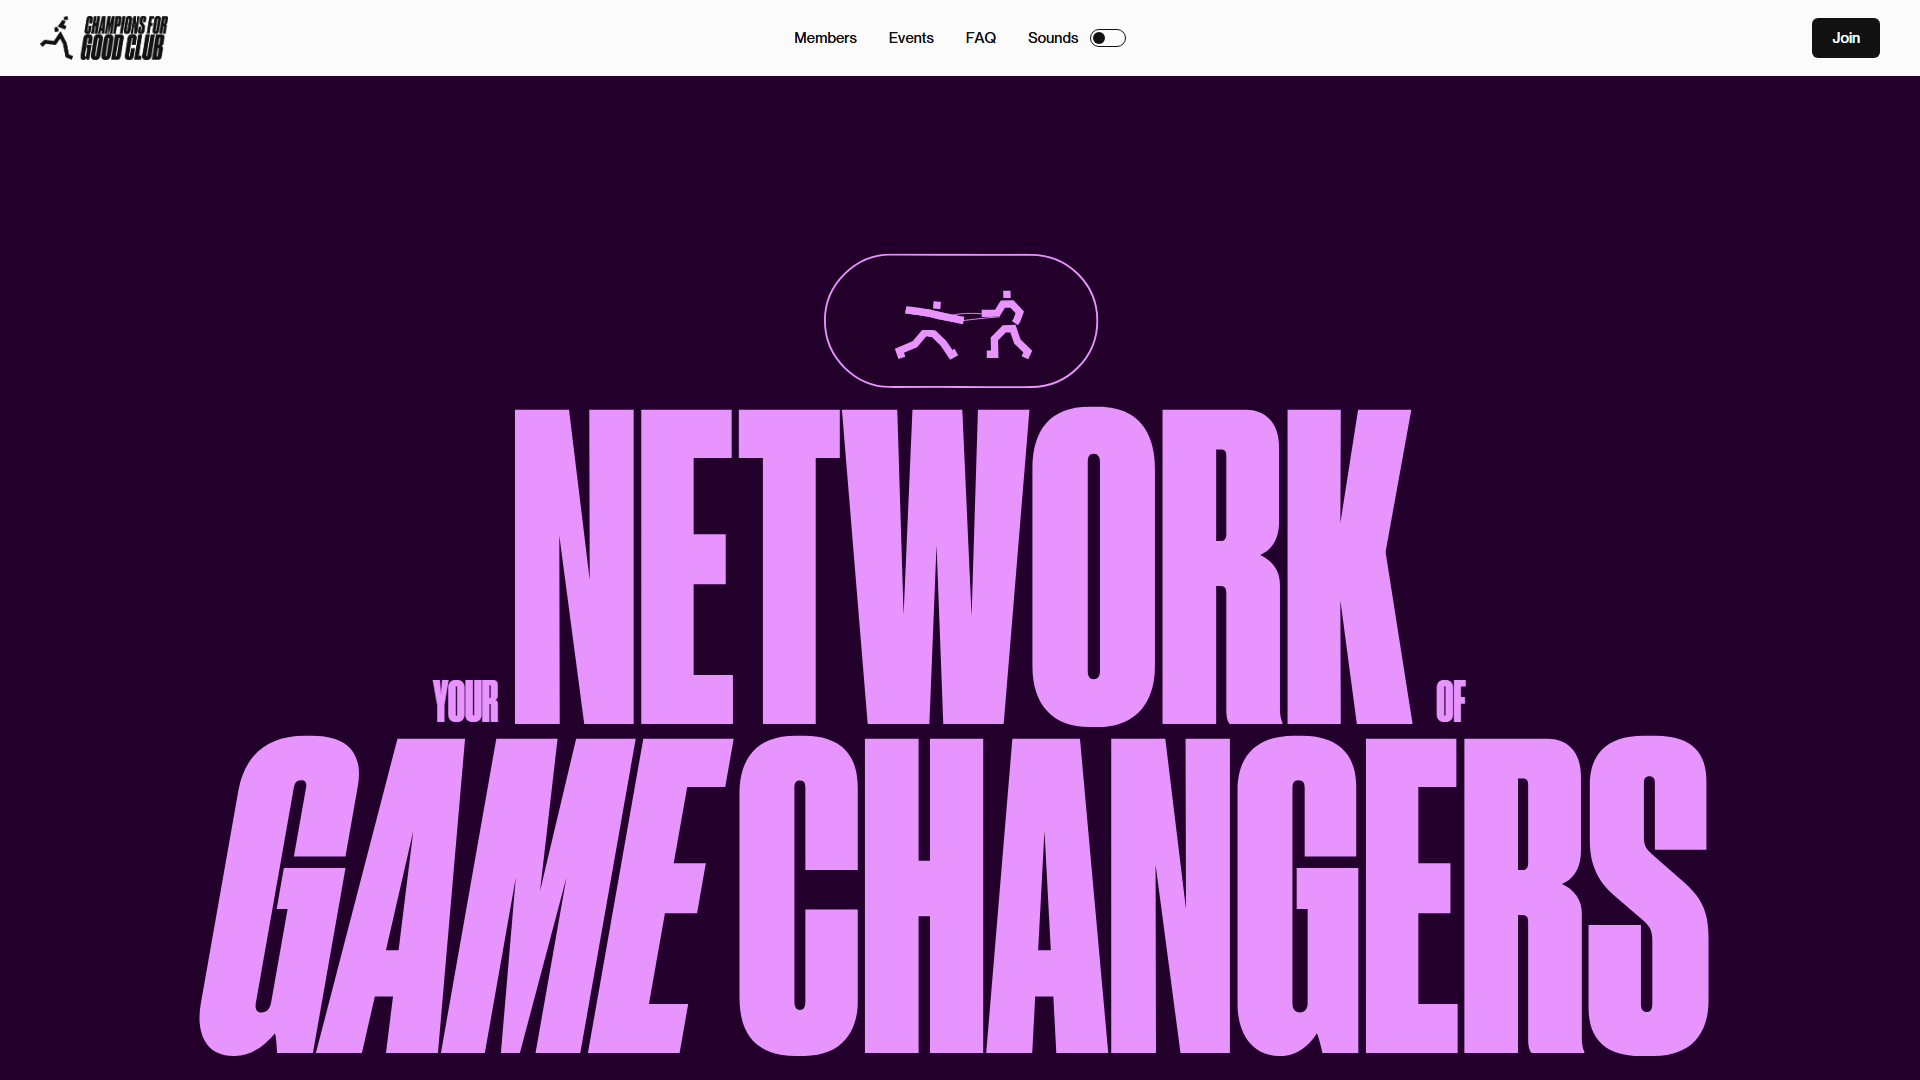 CHAMPIONS FOR
GOOD CLUB
Members
Events
FAQ
Sounds
Join
YOUR NETWORK OF
GAME CHANGERS